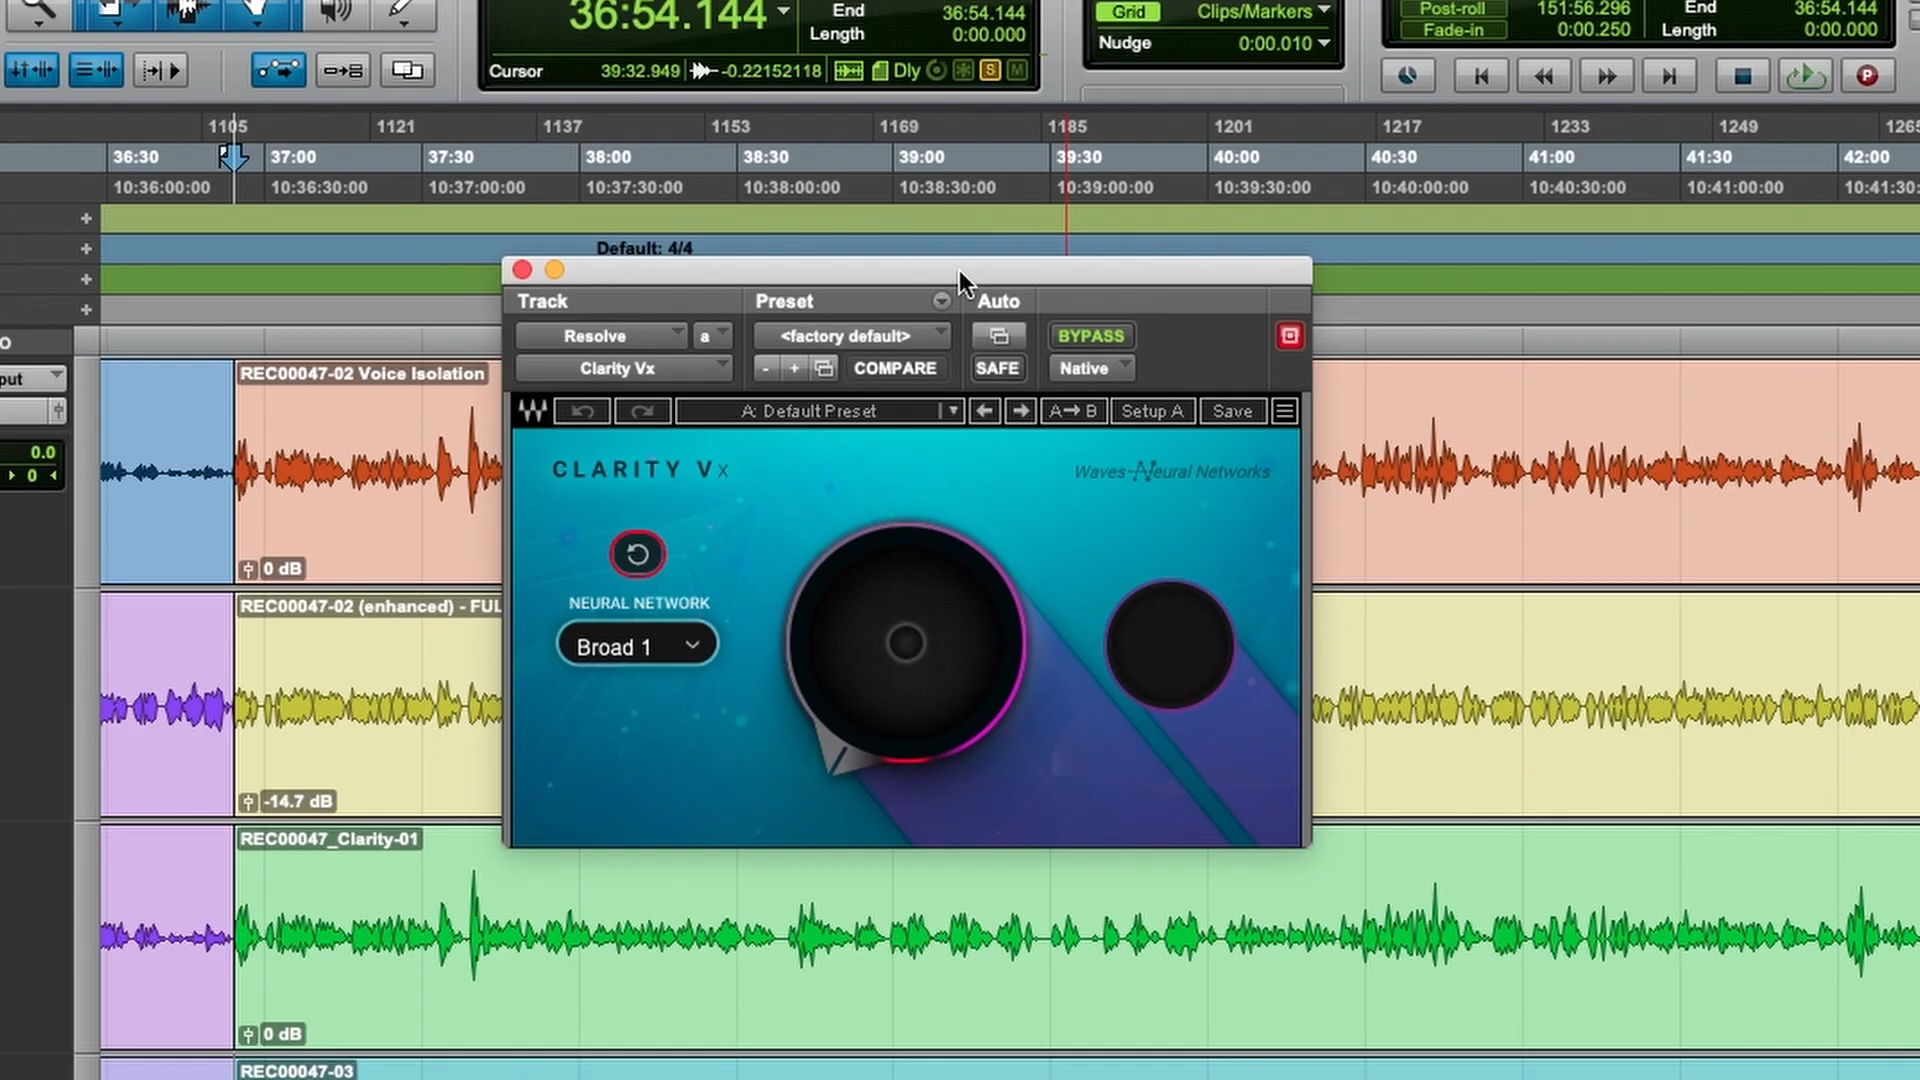 36:54.144
End 36:54.144
Length 0:00.000
Cursor 39:32.949 -0.22152118 Dly S M
Grid Clips/Markers
Nudge 0:00.010
Post-roll 151:56.296
Fade-in 0:00.250
End 36:54.144
Length 0:00.000
P
1105 1121 1137 1153 1169 1185 1201 1217 1233 1249 1265
36:30 37:00 37:30 38:00 38:30 39:00 39:30 40:00 40:30 41:00 41:30 42:00
10:36:00:00 10:36:30:00 10:37:00:00 10:37:30:00 10:38:00:00 10:38:30:00 10:39:00:00 10:39:30:00 10:40:00:00 10:40:30:00 10:41:00:00 10:41:30:
+
+ Default: 4/4
+
+
O
put
0.0
0
Track Preset Auto
Resolve a <factory default> BYPASS
Clarity Vx - + COMPARE SAFE Native
A: Default Preset A→B Setup A Save
CLARITY Vx
Waves Neural Networks
NEURAL NETWORK
Broad 1
REC00047-02 Voice Isolation
0 dB
REC00047-02 (enhanced) - FUL
-14.7 dB
REC00047_Clarity-01
0 dB
REC00047-03